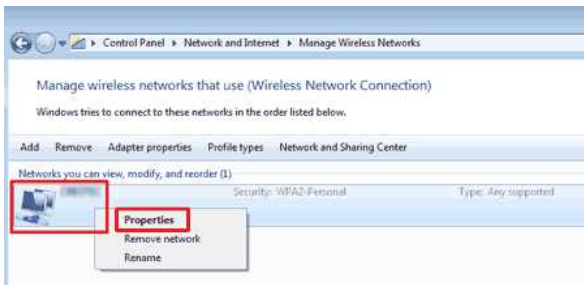 Control Panel ▸ Network and Internet ▸ Manage Wireless Networks
Manage wireless networks that use (Wireless Network Connection)
Windows tries to connect to these networks in the order listed below.
Add Remove Adapter properties Profile types Network and Sharing Center
Networks you can view, modify, and reorder (1)
Security: WPA2-Personal Type: Any supported
Properties
Remove network
Rename